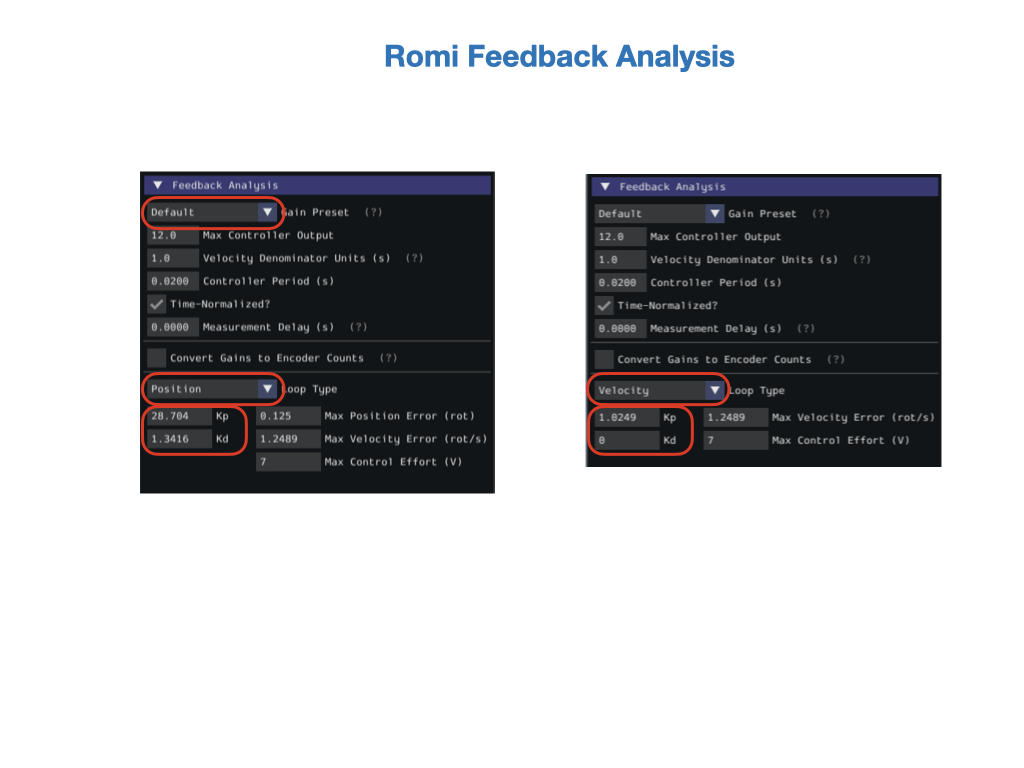 Romi Feedback Analysis
Feedback Analysis
Default Gain Preset (?)
12.0 Max Controller Output
1.0 Velocity Denominator Units (s) (?)
0.0200 Controller Period (s)
Time-Normalized?
0.0000 Measurement Delay (s) (?)
Convert Gains to Encoder Counts (?)
Position Loop Type
28.704 Kp 0.125 Max Position Error (rot)
1.3416 Kd 1.2489 Max Velocity Error (rot/s)
7 Max Control Effort (V)
Feedback Analysis
Default Gain Preset (?)
12.0 Max Controller Output
1.0 Velocity Denominator Units (s) (?)
0.0200 Controller Period (s)
Time-Normalized?
0.0000 Measurement Delay (s) (?)
Convert Gains to Encoder Counts (?)
Velocity Loop Type
1.0249 Kp 1.2489 Max Velocity Error (rot/s)
0 Kd 7 Max Control Effort (V)